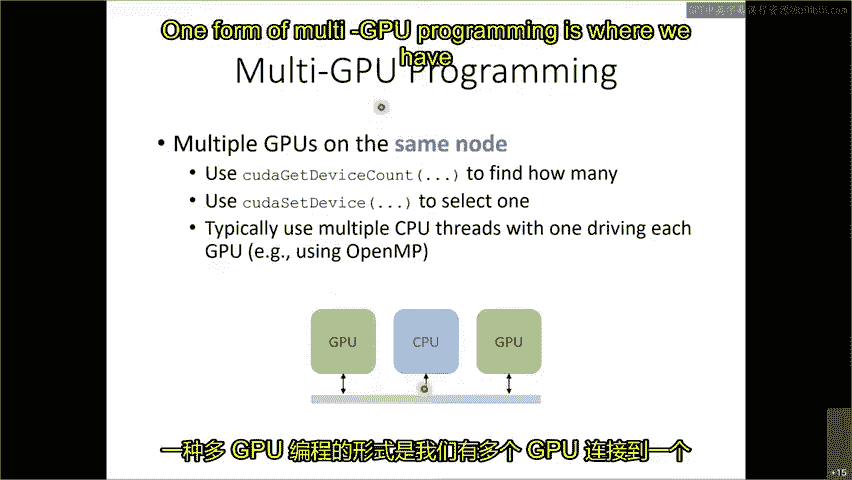 One form of multi -GPU programming is where we
have
Multi-GPU Programming
• Multiple GPUs on the same node
• Use cudaGetDeviceCount(...) to find how many
• Use cudaSetDevice(...) to select one
• Typically use multiple CPU threads with one driving each
GPU (e.g., using OpenMP)
GPU CPU GPU
一种多 GPU 编程的形式是我们有多个 GPU 连接到一个
+15